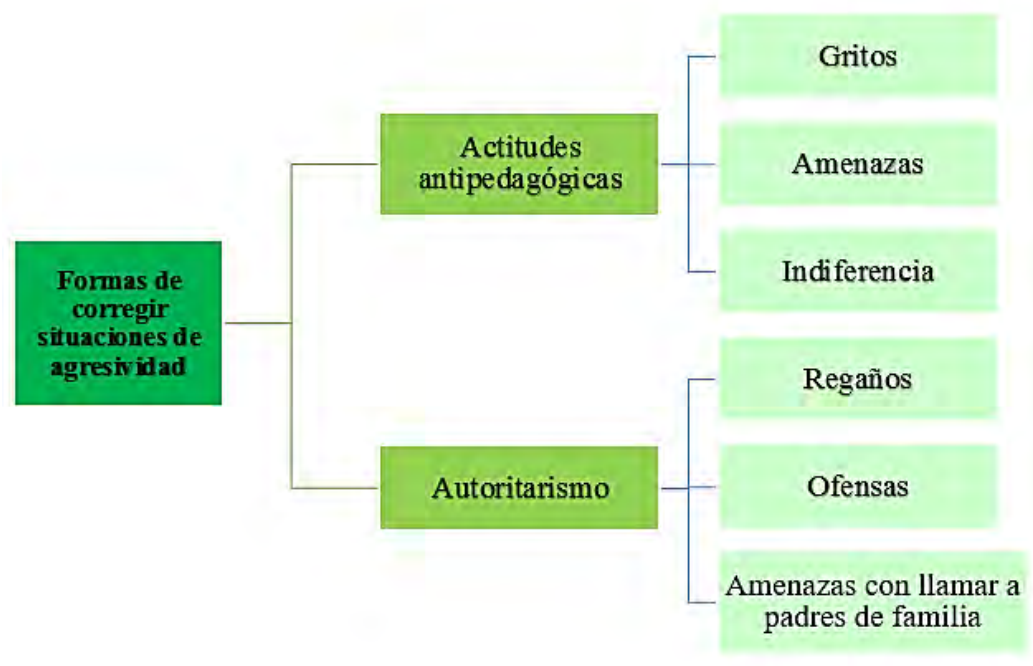 Formas de
corregir
situaciones de
agresividad
Actitudes
antipedagógicas
Gritos
Amenazas
Indiferencia
Autoritarismo
Regaños
Ofensas
Amenazas con llamar a
padres de familia